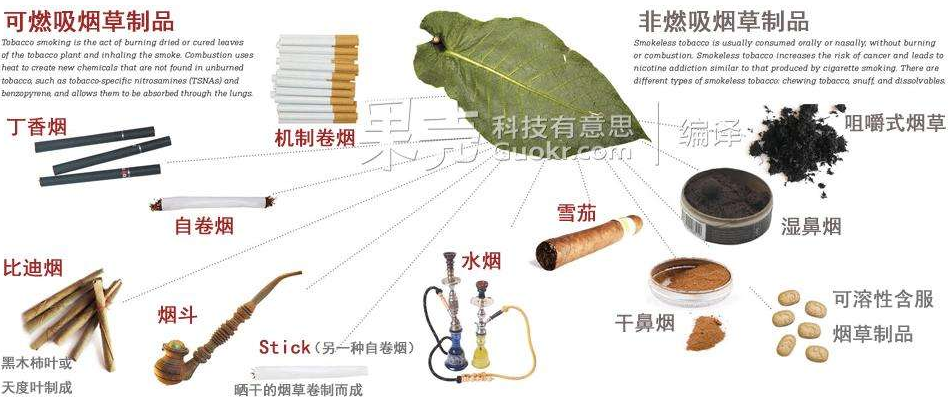 可燃吸烟草制品
Tobacco smoking is the act of burning dried or cured leaves
of the tobacco plant and inhaling the smoke. Combustion uses
heat to create new chemicals that are not found in unburned
tobacco, such as tobacco-specific nitrosamines (TSNAs) and
benzopyrene, and allows them to be absorbed through the lungs.
非燃吸烟草制品
Smokeless tobacco is usually consumed orally or nasally, without burning
or combustion. Smokeless tobacco increases the risk of cancer and leads to
nicotine addiction similar to that produced by cigarette smoking. There are
different types of smokeless tobacco: chewing tobacco, snuff, and dissolvables.
丁香烟
机制卷烟
果壳 科技有意思 | 编译
Guokr.com
咀嚼式烟草
自卷烟
雪茄
湿鼻烟
比迪烟
烟斗
水烟
干鼻烟
可溶性含服
烟草制品
Stick(另一种自卷烟)
黑木柿叶或
天度叶制成
晒干的烟草卷制而成